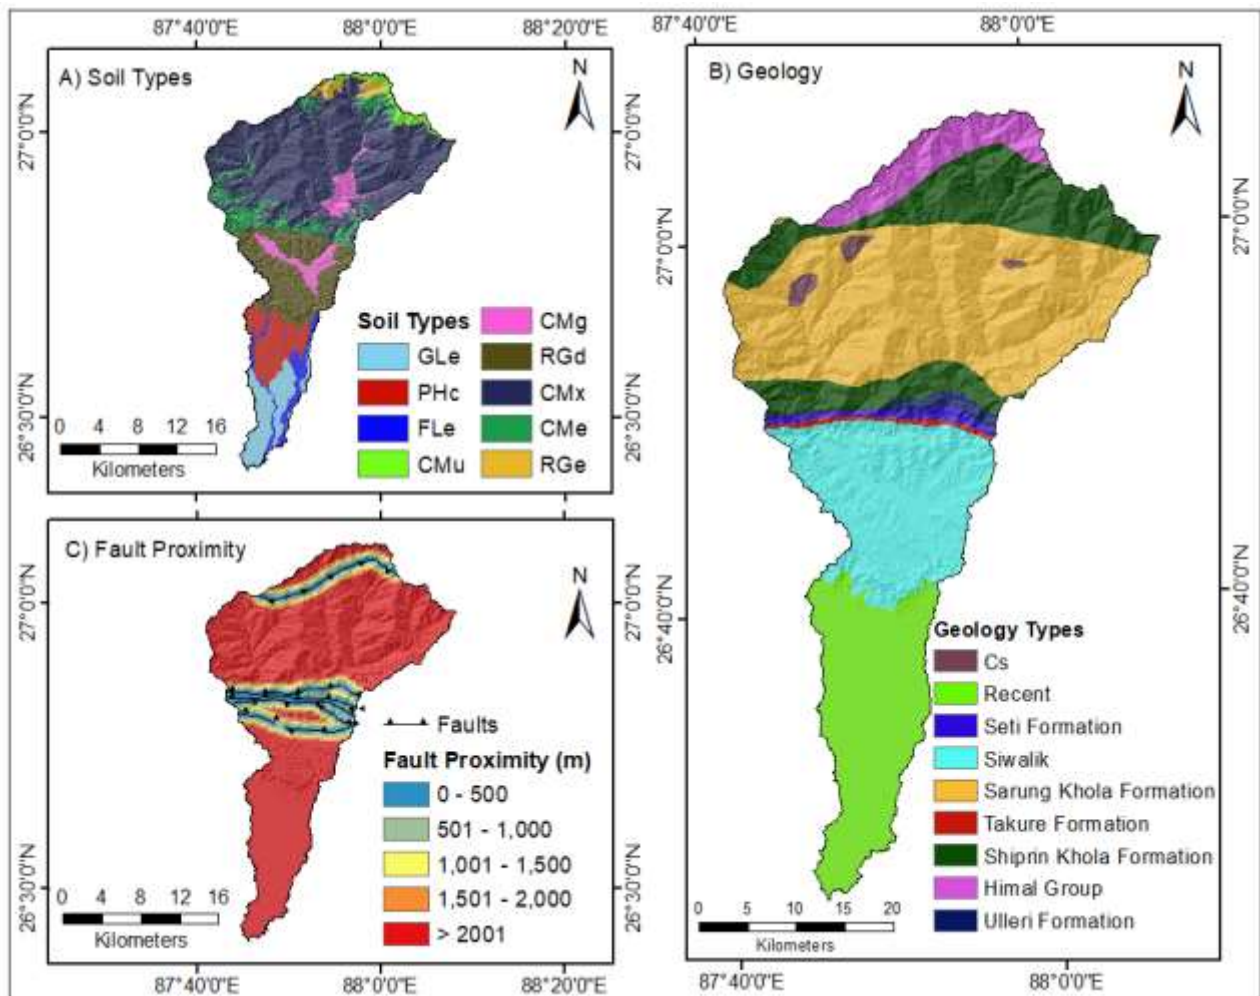 87°40'0"E 88°0'0"E 88°20'0"E
A) Soil Types
N
27°0'0"N
27°0'0"N
26°30'0"N
26°30'0"N
Soil Types
GLe
PHc
FLe
CMu
CMg
RGd
CMx
CMe
RGe
0 4 8 12 16
Kilometers
C) Fault Proximity
N
27°0'0"N
27°0'0"N
26°30'0"N
26°30'0"N
Faults
Fault Proximity (m)
0 - 500
501 - 1,000
1,001 - 1,500
1,501 - 2,000
> 2001
0 4 8 12 16
Kilometers
87°40'0"E 88°0'0"E 88°20'0"E
87°40'0"E 88°0'0"E
B) Geology
N
27°0'0"N
27°0'0"N
26°40'0"N
26°40'0"N
Geology Types
Cs
Recent
Seti Formation
Siwalik
Sarung Khola Formation
Takure Formation
Shiprin Khola Formation
Himal Group
Ulleri Formation
0 5 10 15 20
Kilometers
87°40'0"E 88°0'0"E